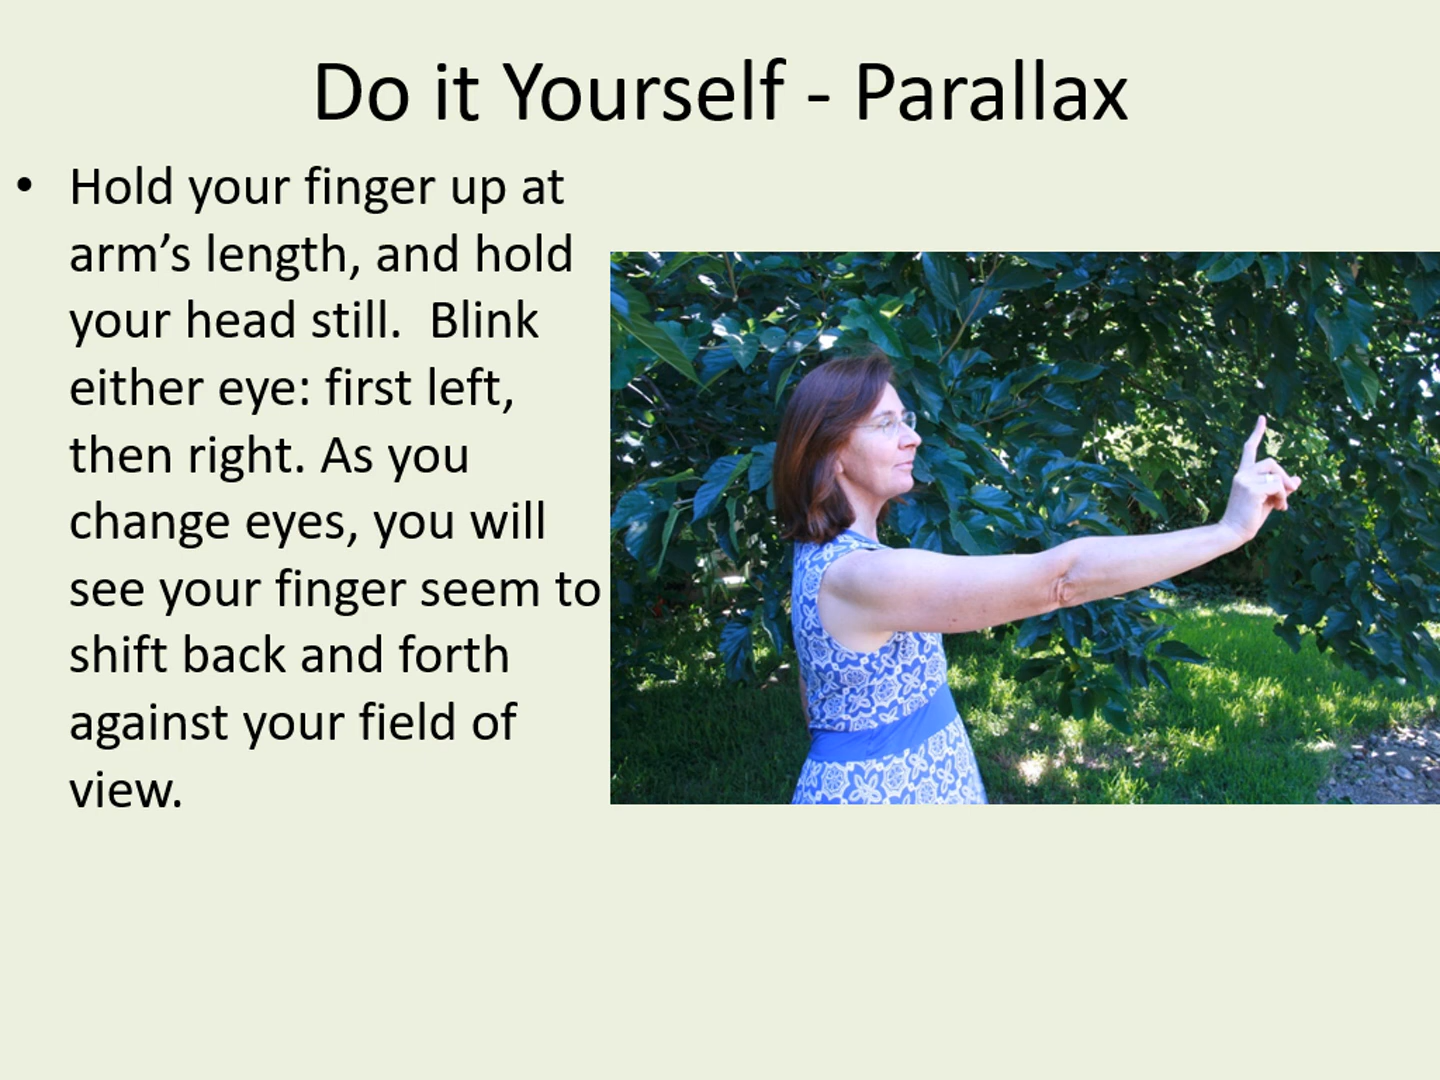 Do it Yourself - Parallax
• Hold your finger up at
arm’s length, and hold
your head still.  Blink
either eye: first left,
then right. As you
change eyes, you will
see your finger seem to
shift back and forth
against your field of
view.